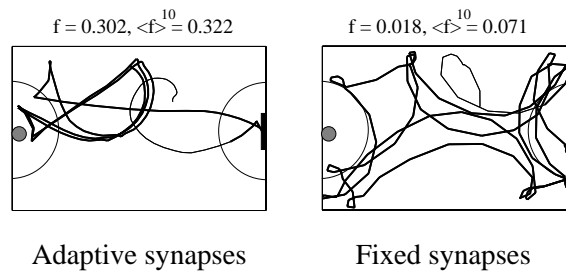 f = 0.302, <f>10 = 0.322
f = 0.018, <f>10 = 0.071
Adaptive synapses
Fixed synapses